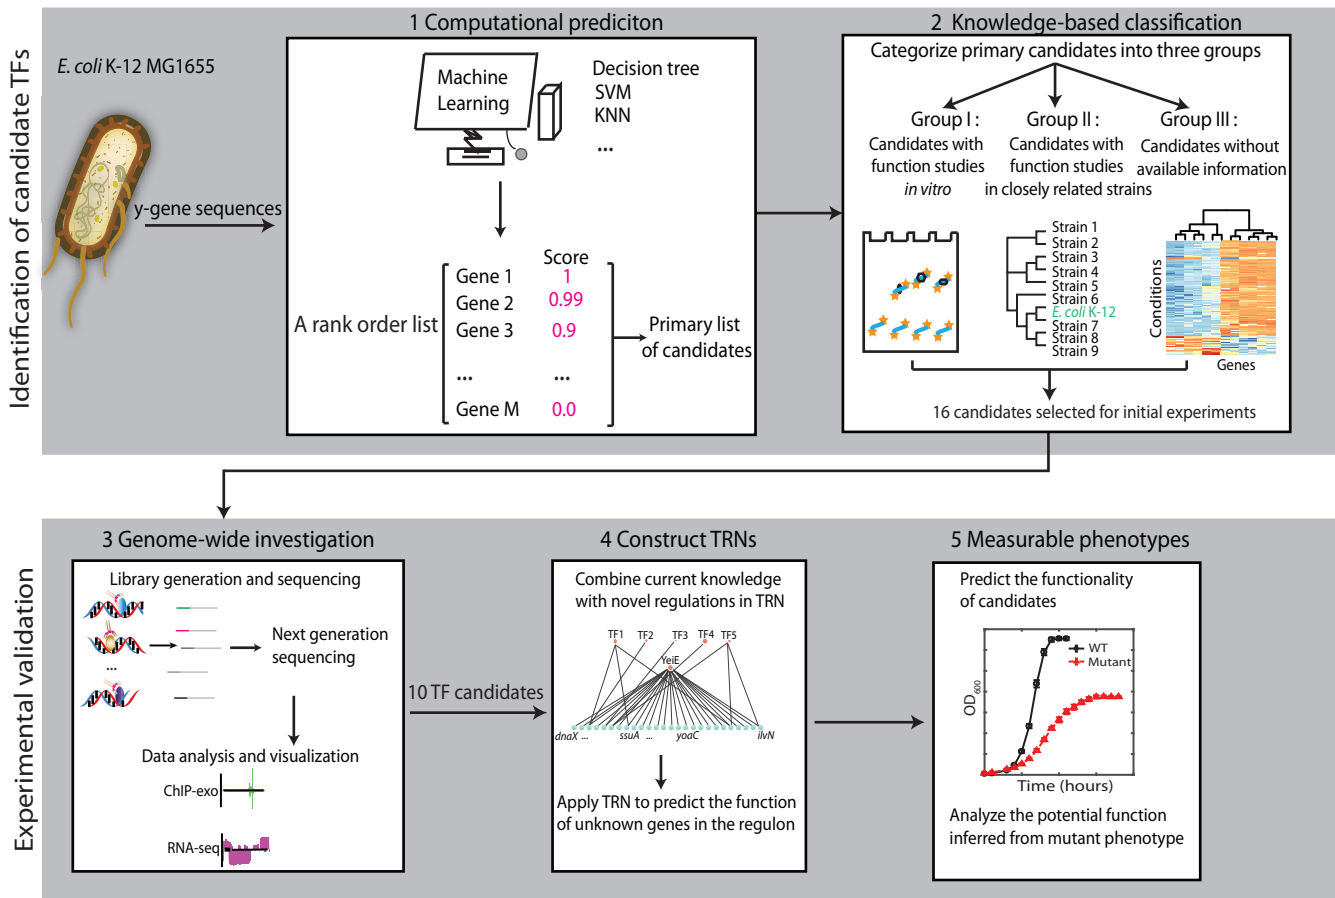 Identification of candidate TFs
E. coli K-12 MG1655
y-gene sequences
1 Computational prediciton
Machine
Learning
Decision tree
SVM
KNN
...
A rank order list
Score
Gene 1 1
Gene 2 0.99
Gene 3 0.9
... ...
Gene M 0.0
Primary list
of candidates
2 Knowledge-based classification
Categorize primary candidates into three groups
Group I :
Candidates with
function studies
in vitro
Group II :
Candidates with
function studies
in closely related strains
Group III :
Candidates without
available information
Strain 1
Strain 2
Strain 3
Strain 4
Strain 5
Strain 6
E. coli K-12
Strain 7
Strain 8
Strain 9
Conditions
Genes
16 candidates selected for initial experiments
Experimental validation
3 Genome-wide investigation
Library generation and sequencing
...
Next generation
sequencing
Data analysis and visualization
ChIP-exo
RNA-seq
10 TF candidates
4 Construct TRNs
Combine current knowledge
with novel regulations in TRN
TF1 TF2 TF3 TF4 TF5
YeiE
dnaX ... ssuA ... yoaC ilvN
Apply TRN to predict the function
of unknown genes in the regulon
5 Measurable phenotypes
Predict the functionality
of candidates
WT
Mutant
OD600
Time (hours)
Analyze the potential function
inferred from mutant phenotype